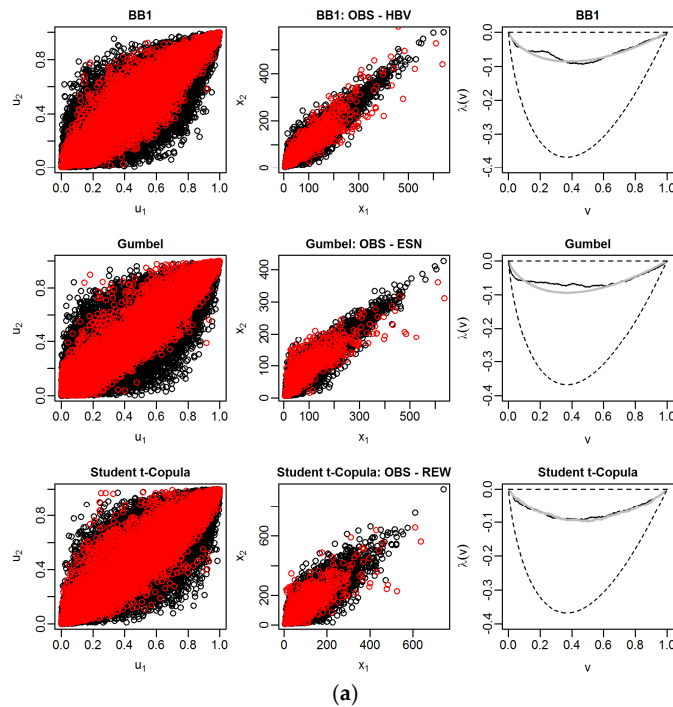 BB1
BB1: OBS - HBV
BB1
u2
0.0 0.4 0.8
0.0 0.2 0.4 0.6 0.8 1.0
u1
x2
0 200 400
0 100 300 500
x1
λ(v)
-0.4 -0.3 -0.2 -0.1 0.0
0.0 0.2 0.4 0.6 0.8 1.0
v
Gumbel
Gumbel: OBS - ESN
Gumbel
u2
0.0 0.4 0.8
0.0 0.2 0.4 0.6 0.8 1.0
u1
x2
0 100 200 300 400
0 100 300 500
x1
λ(v)
-0.4 -0.3 -0.2 -0.1 0.0
0.0 0.2 0.4 0.6 0.8 1.0
v
Student t-Copula
Student t-Copula: OBS - REW
Student t-Copula
u2
0.0 0.4 0.8
0.0 0.2 0.4 0.6 0.8 1.0
u1
x2
0 200 400 600
0 200 400 600
x1
λ(v)
-0.4 -0.3 -0.2 -0.1 0.0
0.0 0.2 0.4 0.6 0.8 1.0
v
(a)